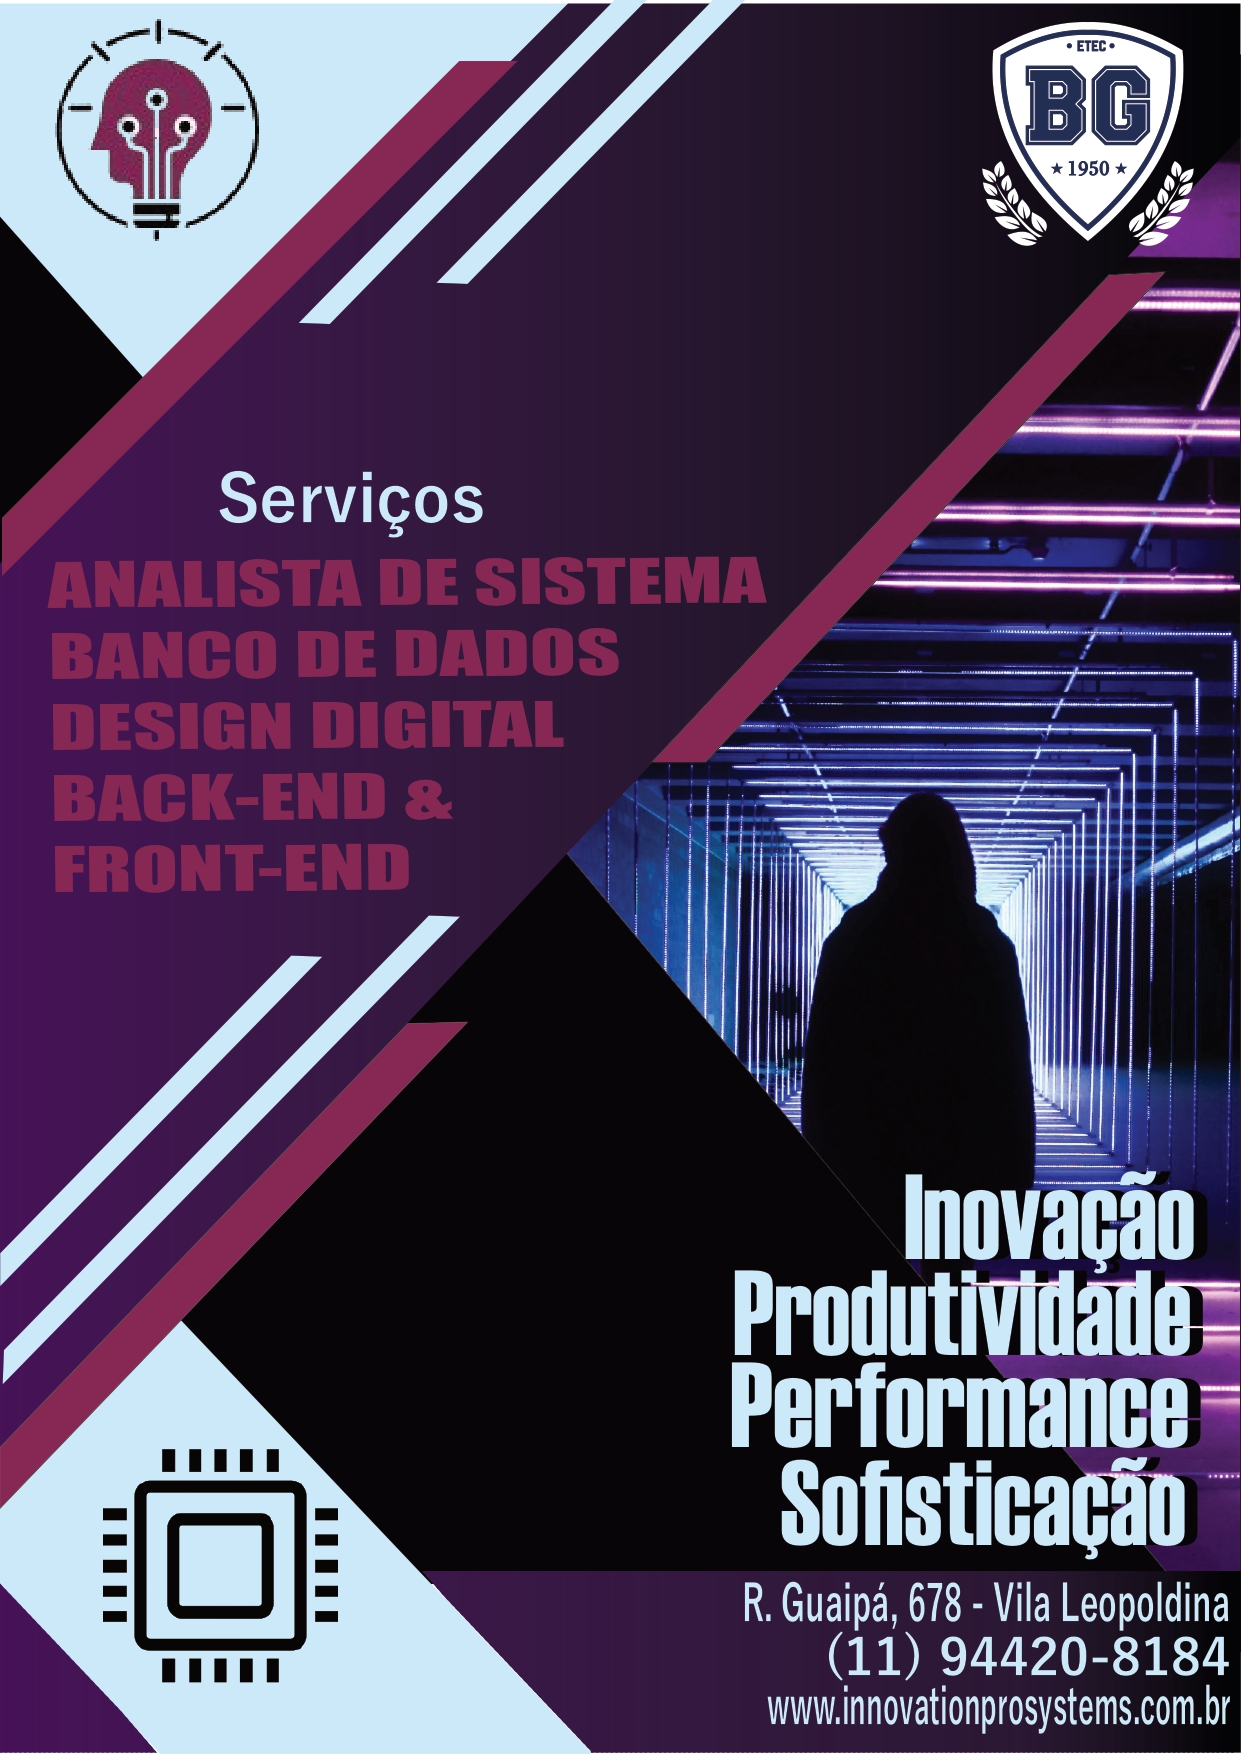 • ETEC •
BG
★ 1950 ★
Serviços
ANALISTA DE SISTEMA
BANCO DE DADOS
DESIGN DIGITAL
BACK-END &
FRONT-END
Inovação
Produtividade
Performance
Sofisticação
R. Guaipá, 678 - Vila Leopoldina
(11) 94420-8184
www.innovationprosystems.com.br